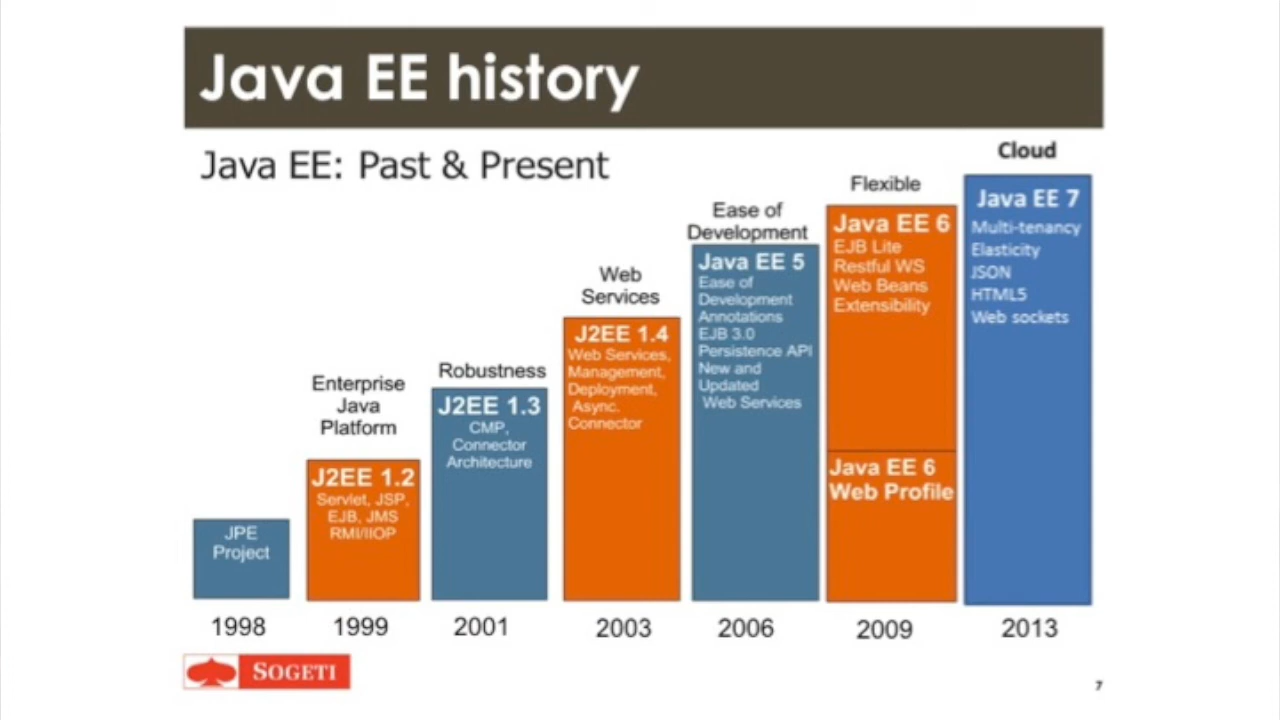 Java EE history
Java EE: Past & Present
JPE
Project
1998
Enterprise
Java
Platform
J2EE 1.2
Servlet, JSP,
EJB, JMS
RMI/IIOP
1999
Robustness
J2EE 1.3
CMP,
Connector
Architecture
2001
Web
Services
J2EE 1.4
Web Services,
Management,
Deployment,
Async.
Connector
2003
Ease of
Development
Java EE 5
Ease of
Development
Annotations
EJB 3.0
Persistence API
New and
Updated
Web Services
2006
Flexible
Java EE 6
EJB Lite
Restful WS
Web Beans
Extensibility
Java EE 6
Web Profile
2009
Cloud
Java EE 7
Multi-tenancy
Elasticity
JSON
HTML5
Web sockets
2013
SOGETI
7